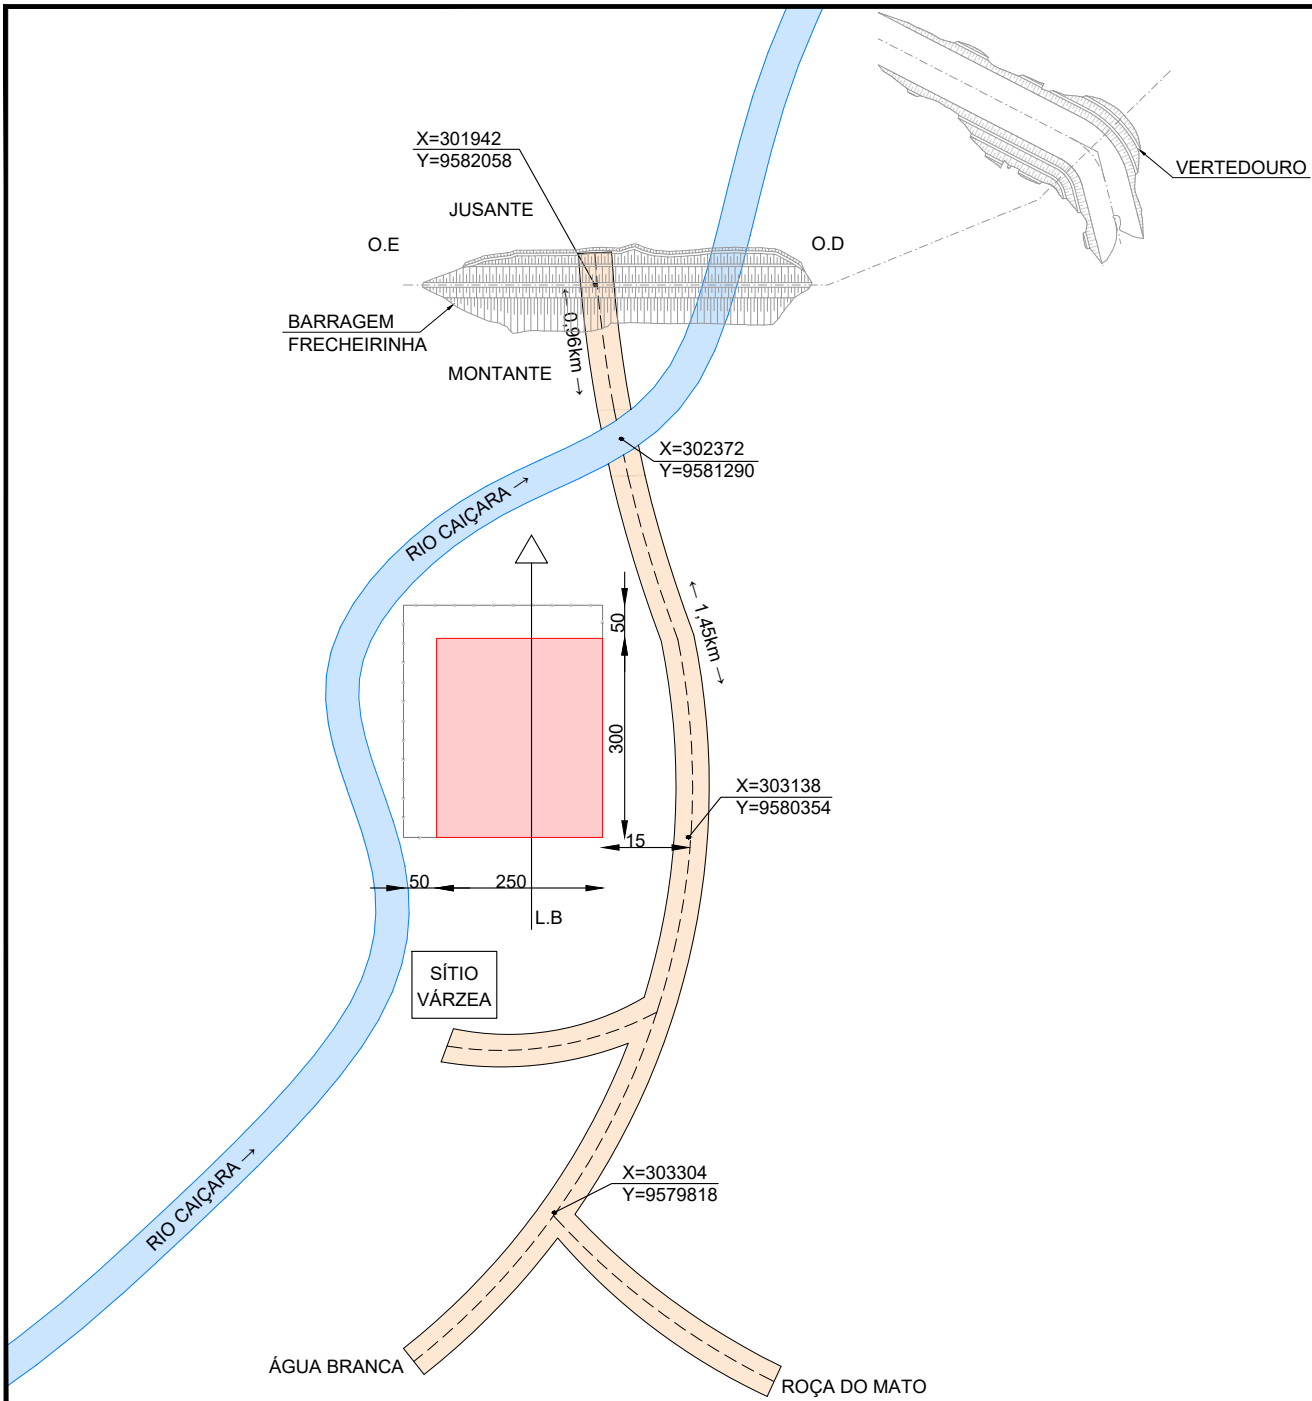 X=301942
Y=9582058
VERTEDOURO
JUSANTE
O.E
O.D
BARRAGEM
FRECHEIRINHA
← 0,96km →
MONTANTE
X=302372
Y=9581290
RIO CAIÇARA →
← 1,45km →
50
300
X=303138
Y=9580354
15
50
250
L.B
SÍTIO
VÁRZEA
RIO CAIÇARA →
X=303304
Y=9579818
ÁGUA BRANCA
ROÇA DO MATO